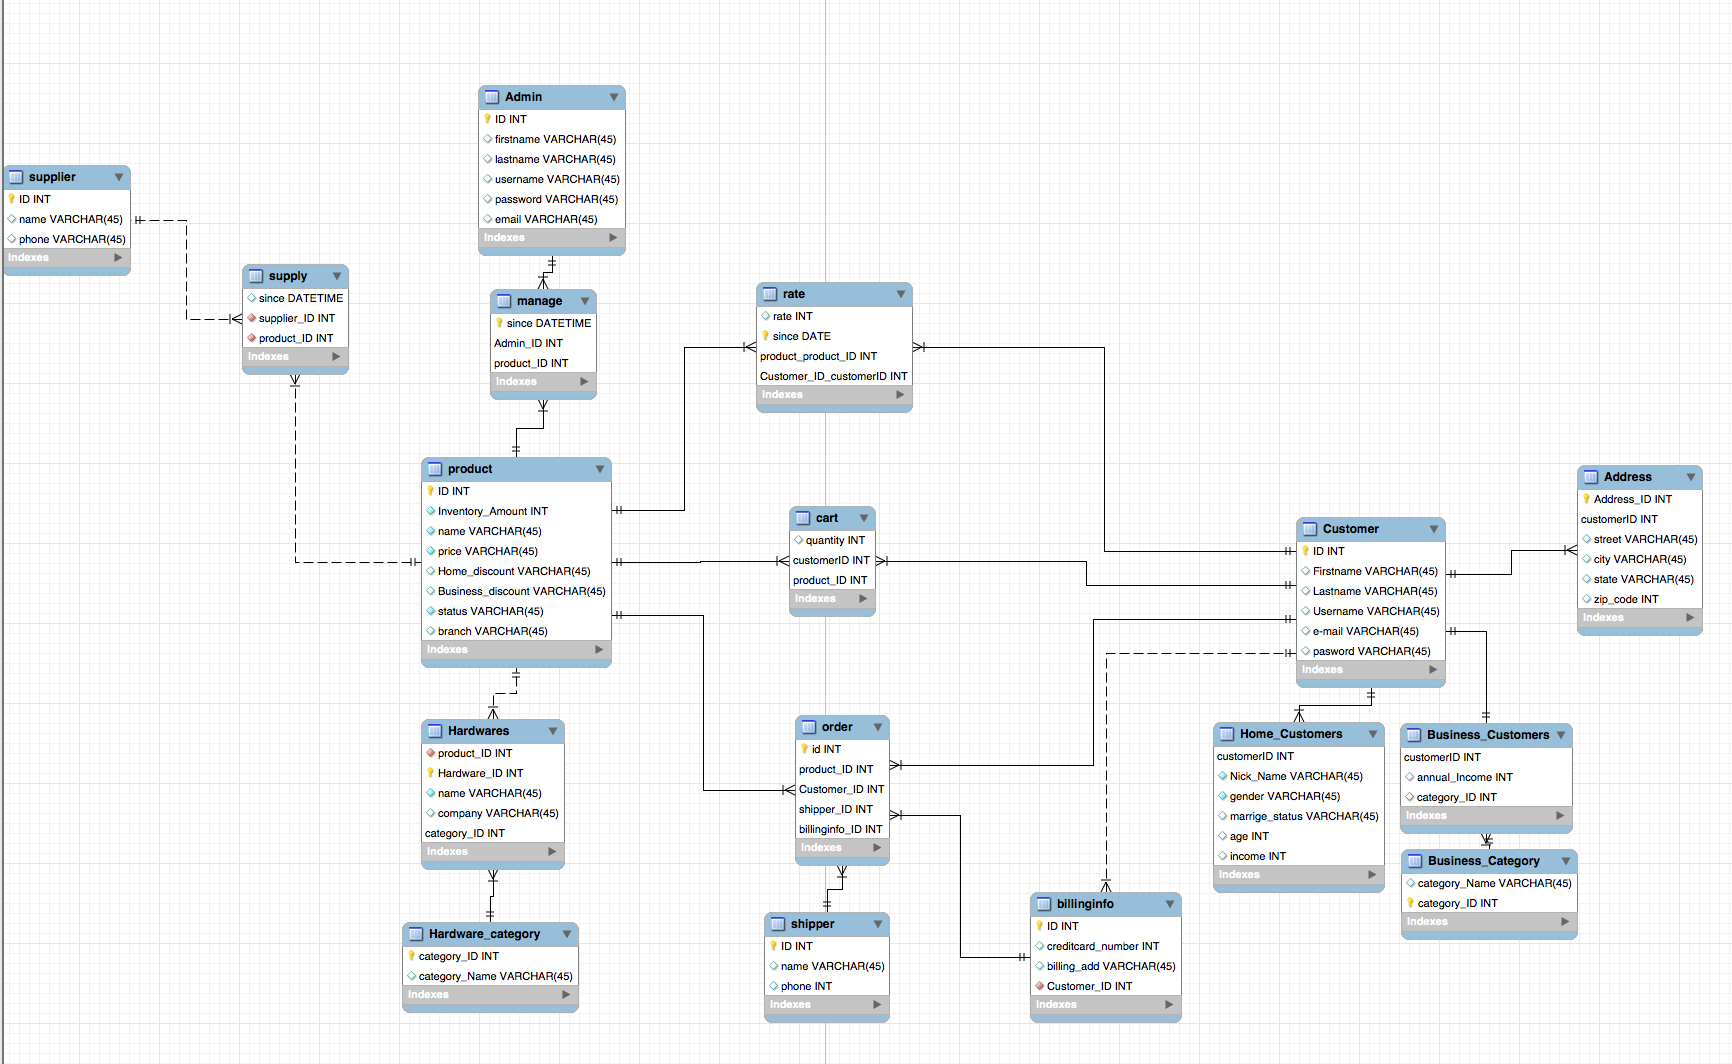 Admin
ID INT
firstname VARCHAR(45)
lastname VARCHAR(45)
username VARCHAR(45)
password VARCHAR(45)
email VARCHAR(45)
Indexes
supplier
ID INT
name VARCHAR(45)
phone VARCHAR(45)
Indexes
supply
since DATETIME
supplier_ID INT
product_ID INT
Indexes
manage
since DATETIME
Admin_ID INT
product_ID INT
Indexes
rate
rate INT
since DATE
product_product_ID INT
Customer_ID_customerID INT
Indexes
product
ID INT
Inventory_Amount INT
name VARCHAR(45)
price VARCHAR(45)
Home_discount VARCHAR(45)
Business_discount VARCHAR(45)
status VARCHAR(45)
branch VARCHAR(45)
Indexes
cart
quantity INT
customerID INT
product_ID INT
Indexes
Customer
ID INT
Firstname VARCHAR(45)
Lastname VARCHAR(45)
Username VARCHAR(45)
e-mail VARCHAR(45)
pasword VARCHAR(45)
Indexes
Address
Address_ID INT
customerID INT
street VARCHAR(45)
city VARCHAR(45)
state VARCHAR(45)
zip_code INT
Indexes
Hardwares
product_ID INT
Hardware_ID INT
name VARCHAR(45)
company VARCHAR(45)
category_ID INT
Indexes
order
id INT
product_ID INT
Customer_ID INT
shipper_ID INT
billinginfo_ID INT
Indexes
Home_Customers
customerID INT
Nick_Name VARCHAR(45)
gender VARCHAR(45)
marrige_status VARCHAR(45)
age INT
income INT
Indexes
Business_Customers
customerID INT
annual_Income INT
category_ID INT
Indexes
Business_Category
category_Name VARCHAR(45)
category_ID INT
Indexes
Hardware_category
category_ID INT
category_Name VARCHAR(45)
Indexes
shipper
ID INT
name VARCHAR(45)
phone INT
Indexes
billinginfo
ID INT
creditcard_number INT
billing_add VARCHAR(45)
Customer_ID INT
Indexes